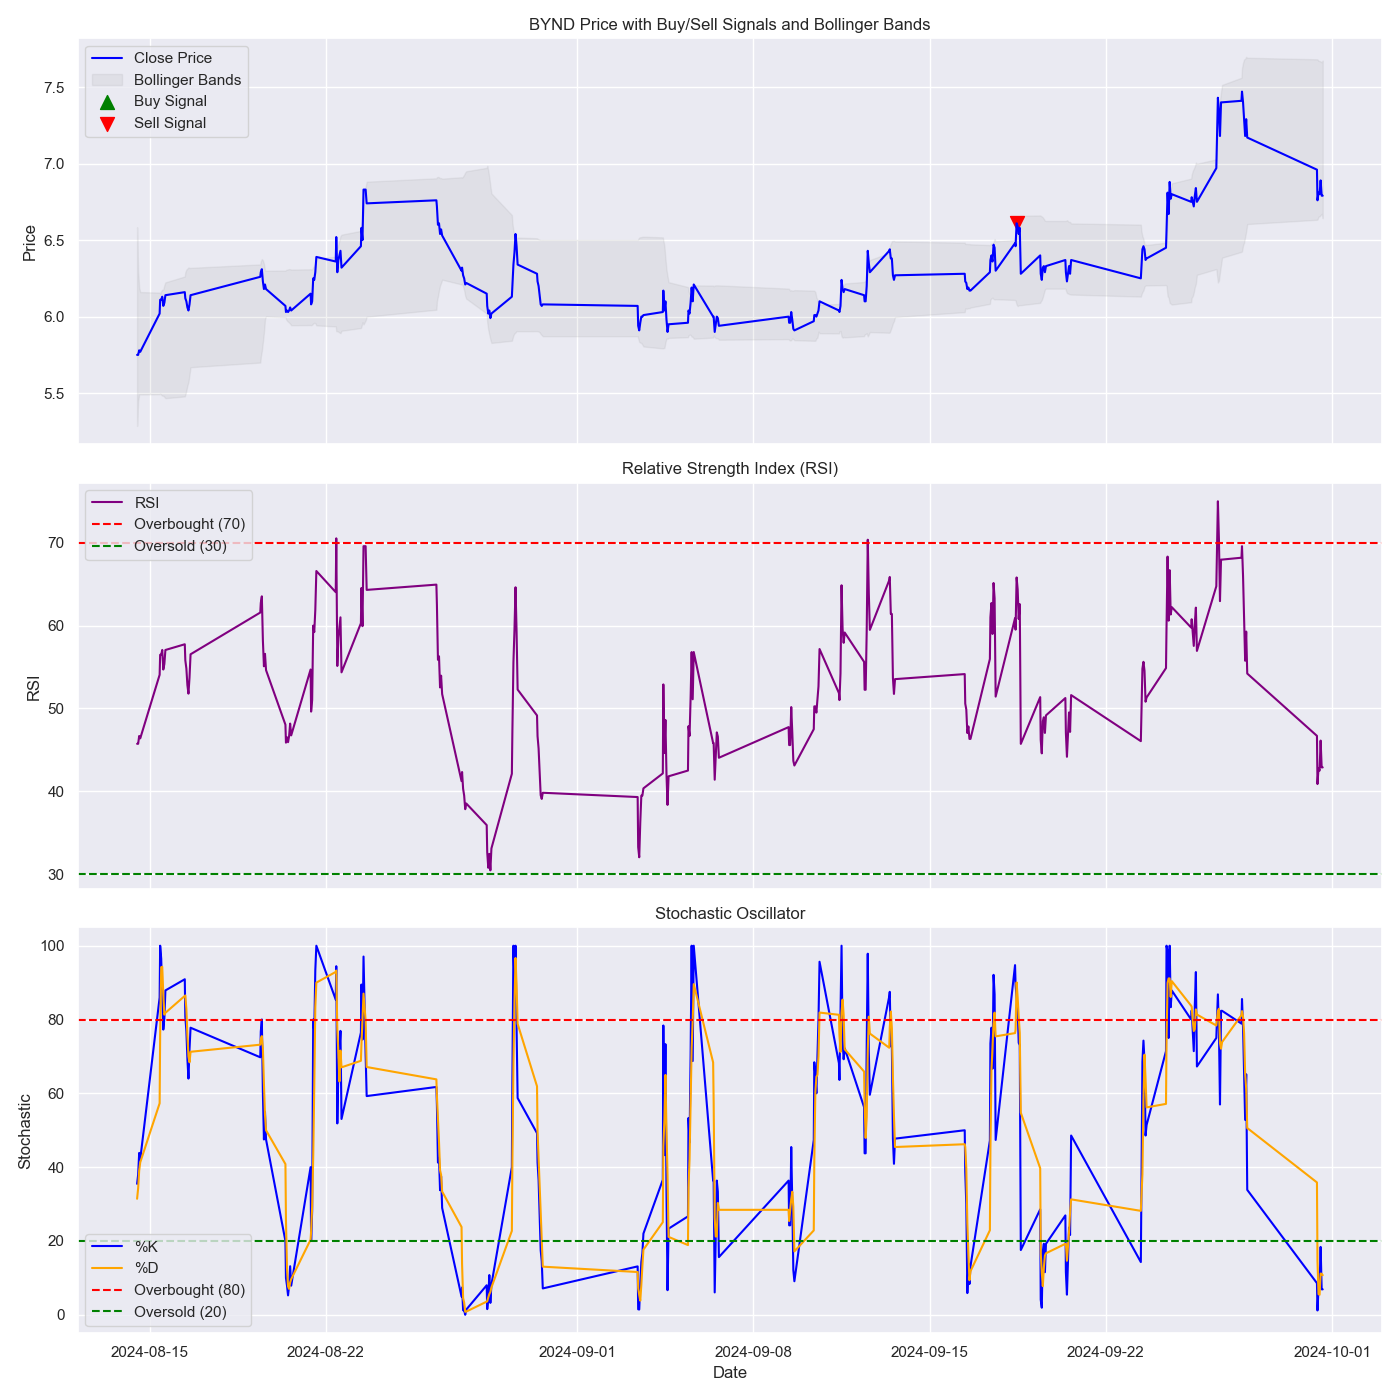 BYND Price with Buy/Sell Signals and Bollinger Bands
Close Price
Bollinger Bands
Buy Signal
Sell Signal
7.5
7.0
6.5
6.0
5.5
Price
Relative Strength Index (RSI)
RSI
Overbought (70)
Oversold (30)
70
60
50
40
30
RSI
Stochastic Oscillator
100
80
60
40
20
0
Stochastic
%K
%D
Overbought (80)
Oversold (20)
2024-08-15
2024-08-22
2024-09-01
2024-09-08
2024-09-15
2024-09-22
2024-10-01
Date